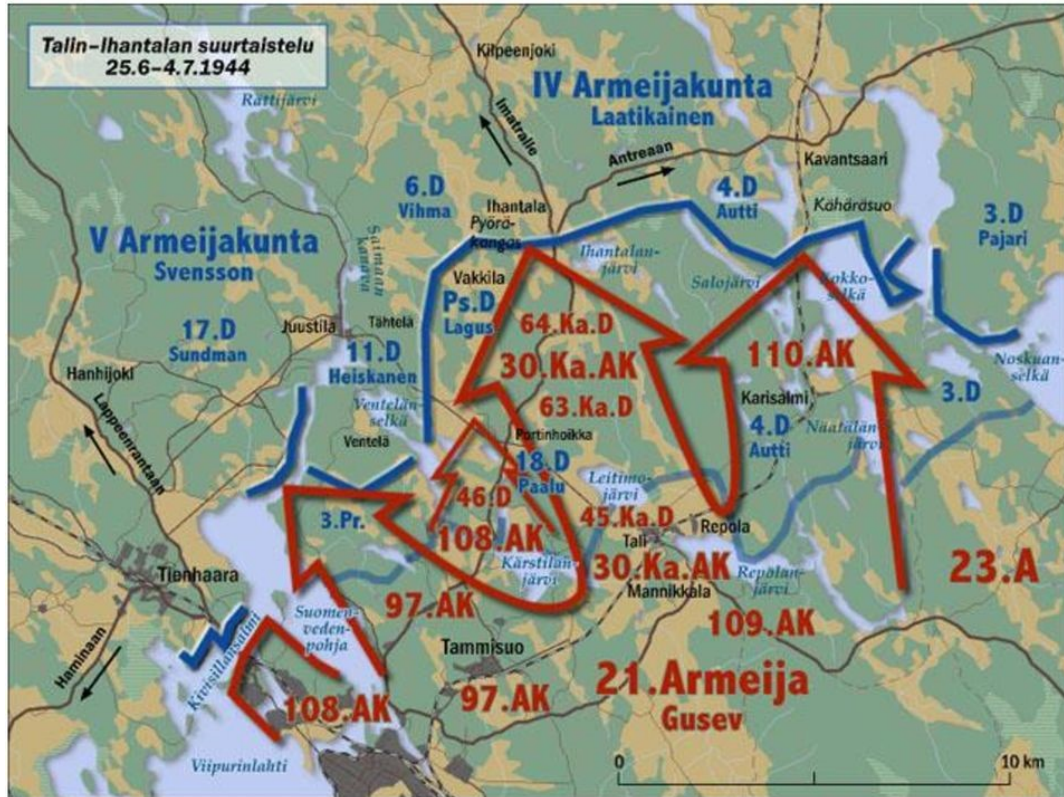 Talin–Ihantalan suurtaistelu
25.6–4.7.1944
Kilpeenjoki
Rättijärvi
IV Armeijakunta
Laatikainen
Imatralle
Antreaan
Kavantsaari
6.D
Vihma
4.D
Autti
Ihantala
Pyörä-
kangas
Kähäräsuo
3.D
Pajari
V Armeijakunta
Svensson
Saimaan
kanava
Ihantalan-
järvi
Vakkila
Salojärvi
Kokko-
selkä
Ps.D
Lagus
64.Ka.D
30.Ka.AK
63.Ka.D
110.AK
17.D
Sundman
Juustila
Tähtelä
11.D
Heiskanen
Noskuan-
selkä
Hanhijoki
Lappeenrantaan
Ventelän-
selkä
Ventelä
Karisalmi
4.D
Autti
Näätälän-
järvi
3.D
Portinhoikka
18.D
Paalu
Leitimo-
järvi
46.D
108.AK
45.Ka.D
Repola
Tali
3.Pr.
Kärstilän-
järvi
30.Ka.AK
Repolan-
järvi
23.A
Mannikkala
Tienhaara
97.AK
109.AK
Suomen-
veden-
pohja
Kivisillansalmi
Haminaan
Tammisuo
97.AK
21.Armeija
Gusev
108.AK
Viipurinlahti
0
10 km